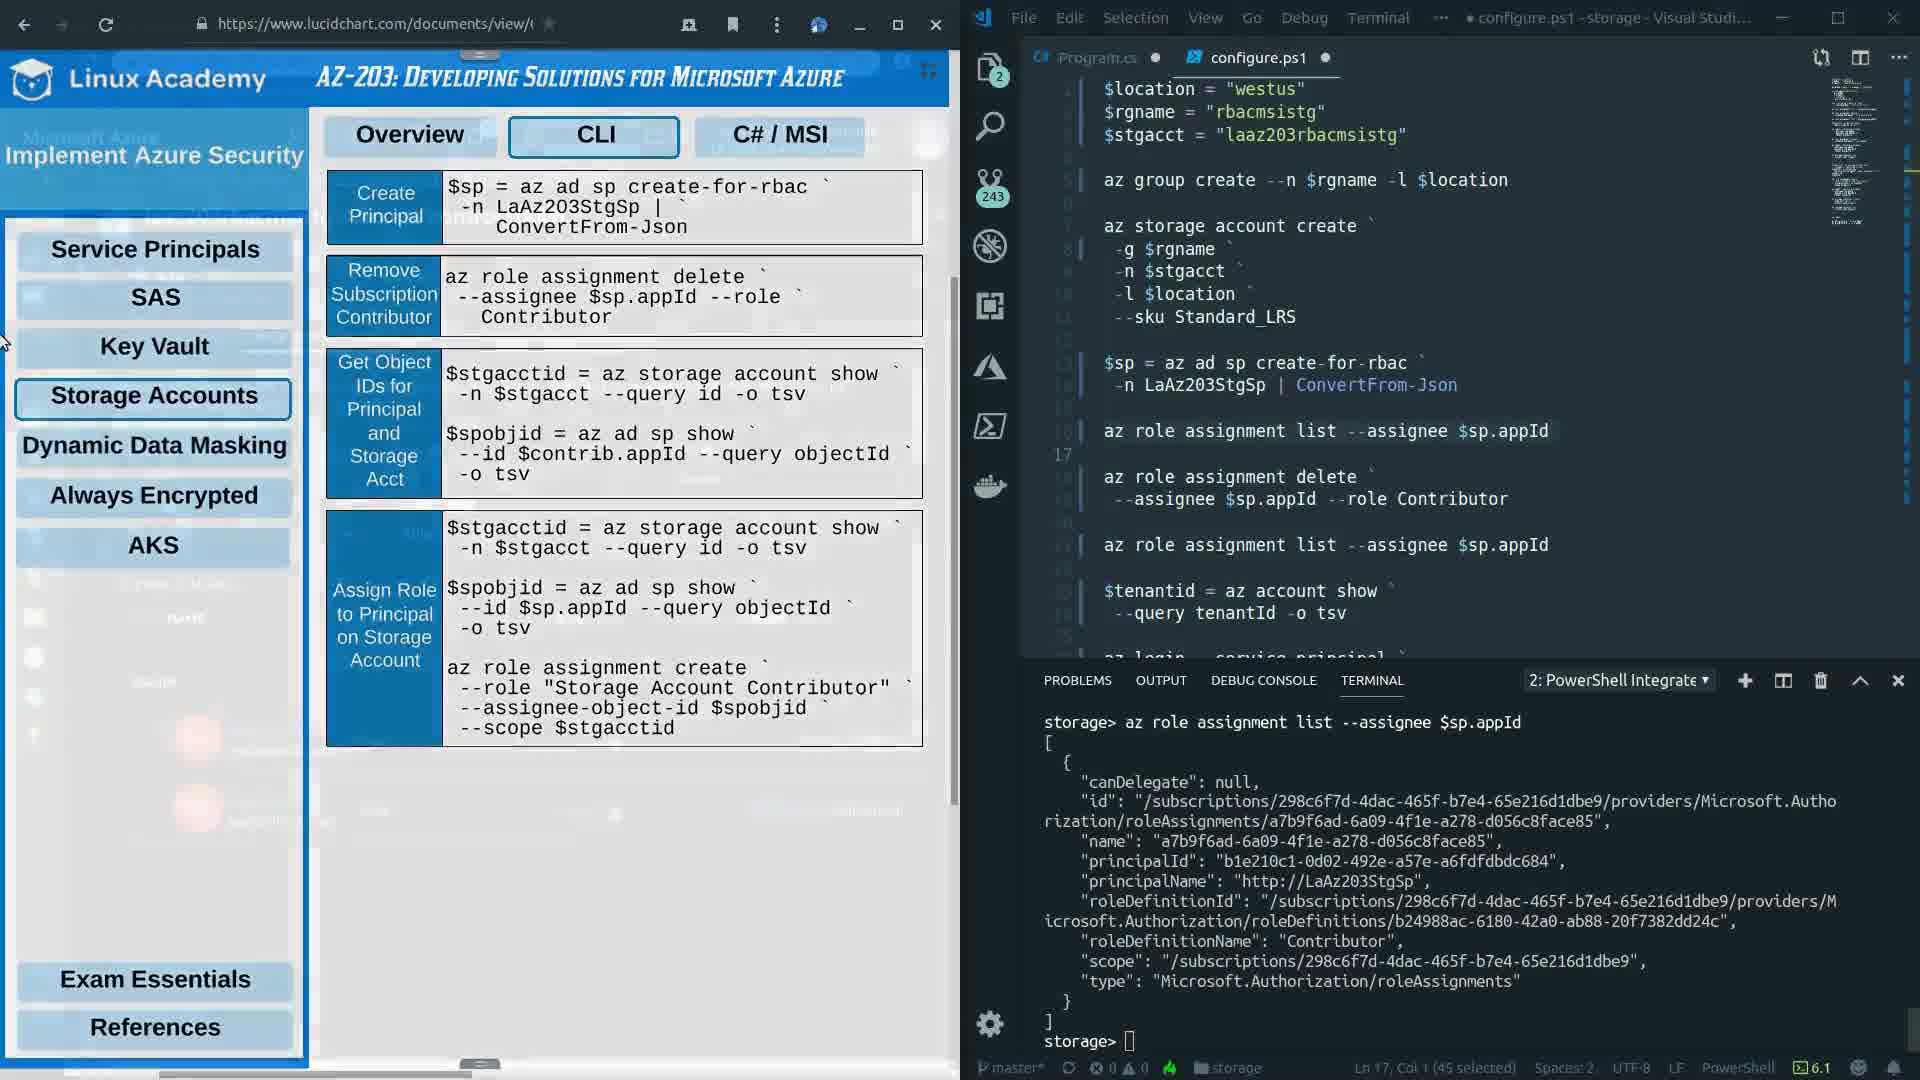 https://www.lucidchart.com/documents/view/
Linux Academy
AZ-203: Developing Solutions for Microsoft Azure
Implement Azure Security
Service Principals
SAS
Key Vault
Storage Accounts
Dynamic Data Masking
Always Encrypted
AKS
Exam Essentials
References
Overview
CLI
C# / MSI
Create
Principal
$sp = az ad sp create-for-rbac `
-n LaAz203StgSp | `
ConvertFrom-Json
Remove
Subscription
Contributor
az role assignment delete `
--assignee $sp.appId --role `
Contributor
Get Object
IDs for
Principal
and
Storage
Acct
$stgacctid = az storage account show `
-n $stgacct --query id -o tsv
$spobjid = az ad sp show `
--id $contrib.appId --query objectId `
-o tsv
Assign Role
to Principal
on Storage
Account
$stgacctid = az storage account show `
-n $stgacct --query id -o tsv
$spobjid = az ad sp show `
--id $sp.appId --query objectId `
-o tsv
az role assignment create `
--role "Storage Account Contributor" `
--assignee-object-id $spobjid `
--scope $stgacctid
File Edit Selection View Go Debug Terminal ··· ● configure.ps1 - storage - Visual Studi...
Program.cs
configure.ps1
2
243
$location = "westus"
$rgname = "rbacmsistg"
$stgacct = "laaz203rbacmsistg"
az group create --n $rgname -l $location
az storage account create `
-g $rgname `
-n $stgacct `
-l $location `
--sku Standard_LRS
$sp = az ad sp create-for-rbac `
-n LaAz203StgSp | ConvertFrom-Json
az role assignment list --assignee $sp.appId
17
az role assignment delete `
--assignee $sp.appId --role Contributor
az role assignment list --assignee $sp.appId
$tenantid = az account show `
--query tenantId -o tsv
az login --service-principal `
PROBLEMS OUTPUT DEBUG CONSOLE TERMINAL 2: PowerShell Integrate
storage> az role assignment list --assignee $sp.appId
[
{
"canDelegate": null,
"id": "/subscriptions/298c6f7d-4dac-465f-b7e4-65e216d1dbe9/providers/Microsoft.Autho
rization/roleAssignments/a7b9f6ad-6a09-4f1e-a278-d056c8face85",
"name": "a7b9f6ad-6a09-4f1e-a278-d056c8face85",
"principalId": "b1e210c1-0d02-492e-a57e-a6fdfdbdc684",
"principalName": "http://LaAz203StgSp",
"roleDefinitionId": "/subscriptions/298c6f7d-4dac-465f-b7e4-65e216d1dbe9/providers/M
icrosoft.Authorization/roleDefinitions/b24988ac-6180-42a0-ab88-20f7382dd24c",
"roleDefinitionName": "Contributor",
"scope": "/subscriptions/298c6f7d-4dac-465f-b7e4-65e216d1dbe9",
"type": "Microsoft.Authorization/roleAssignments"
}
]
storage>
master* 0 0 storage Ln 17, Col 1 (45 selected) Spaces: 2 UTF-8 LF PowerShell 6.1